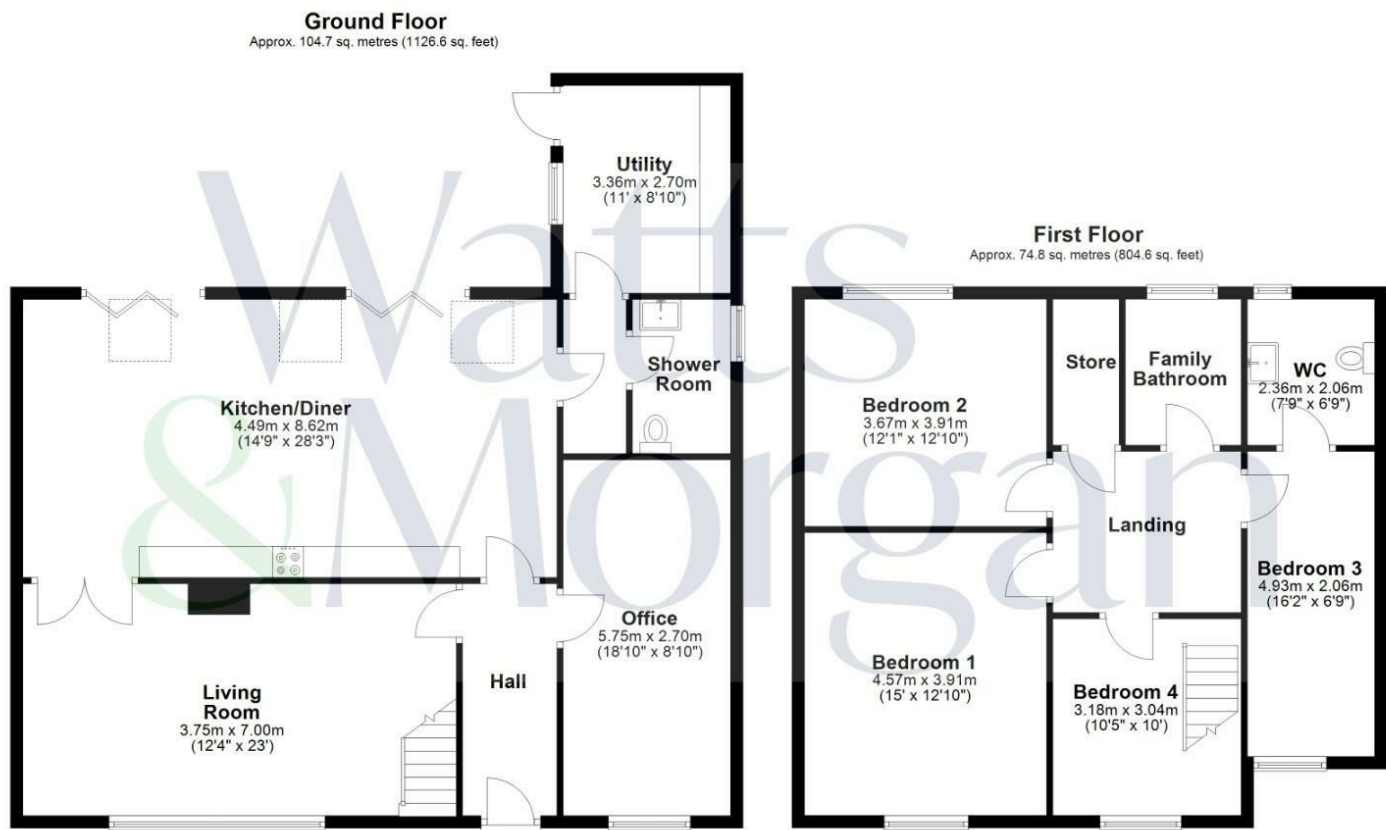 Ground Floor
Approx. 104.7 sq. metres (1126.6 sq. feet)
Utility
3.36m x 2.70m
(11' x 8'10")
Shower
Room
Kitchen/Diner
4.49m x 8.62m
(14'9" x 28'3")
Office
5.75m x 2.70m
(18'10" x 8'10")
Hall
Living
Room
3.75m x 7.00m
(12'4" x 23')
First Floor
Approx. 74.8 sq. metres (804.6 sq. feet)
Store
Family
Bathroom
WC
2.36m x 2.06m
(7'9" x 6'9")
Bedroom 2
3.67m x 3.91m
(12'1" x 12'10")
Landing
Bedroom 3
4.93m x 2.06m
(16'2" x 6'9")
Bedroom 1
4.57m x 3.91m
(15' x 12'10")
Bedroom 4
3.18m x 3.04m
(10'5" x 10')
Watts
&Morgan